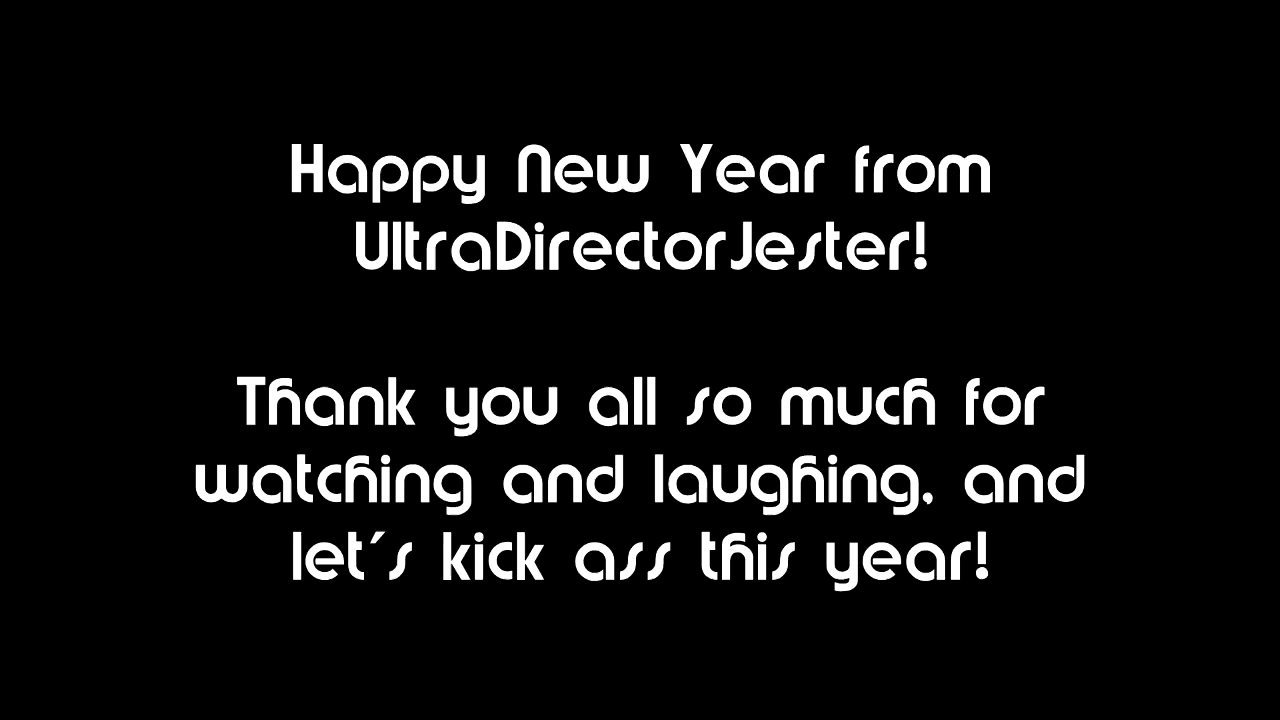 Happy New Year from
UltraDirectorJester!
Thank you all so much for
watching and laughing, and
let's kick ass this year!